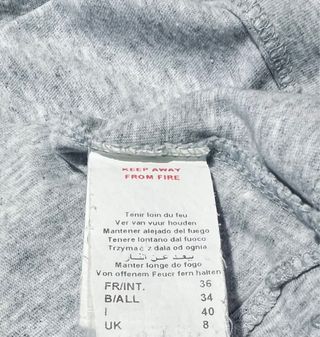 KEEP AWAY
FROM FIRE
Tenir loin du feu
Ver van vuur houden
Mantener alejado del fuego
Tenere lontano dal fuoco
Trzymać z dala od ognia
يبعد عن النار
Manter longe do fogo
Von offenem Feucr fern halten
FR/INT. 36
B/ALL 34
I 40
UK 8